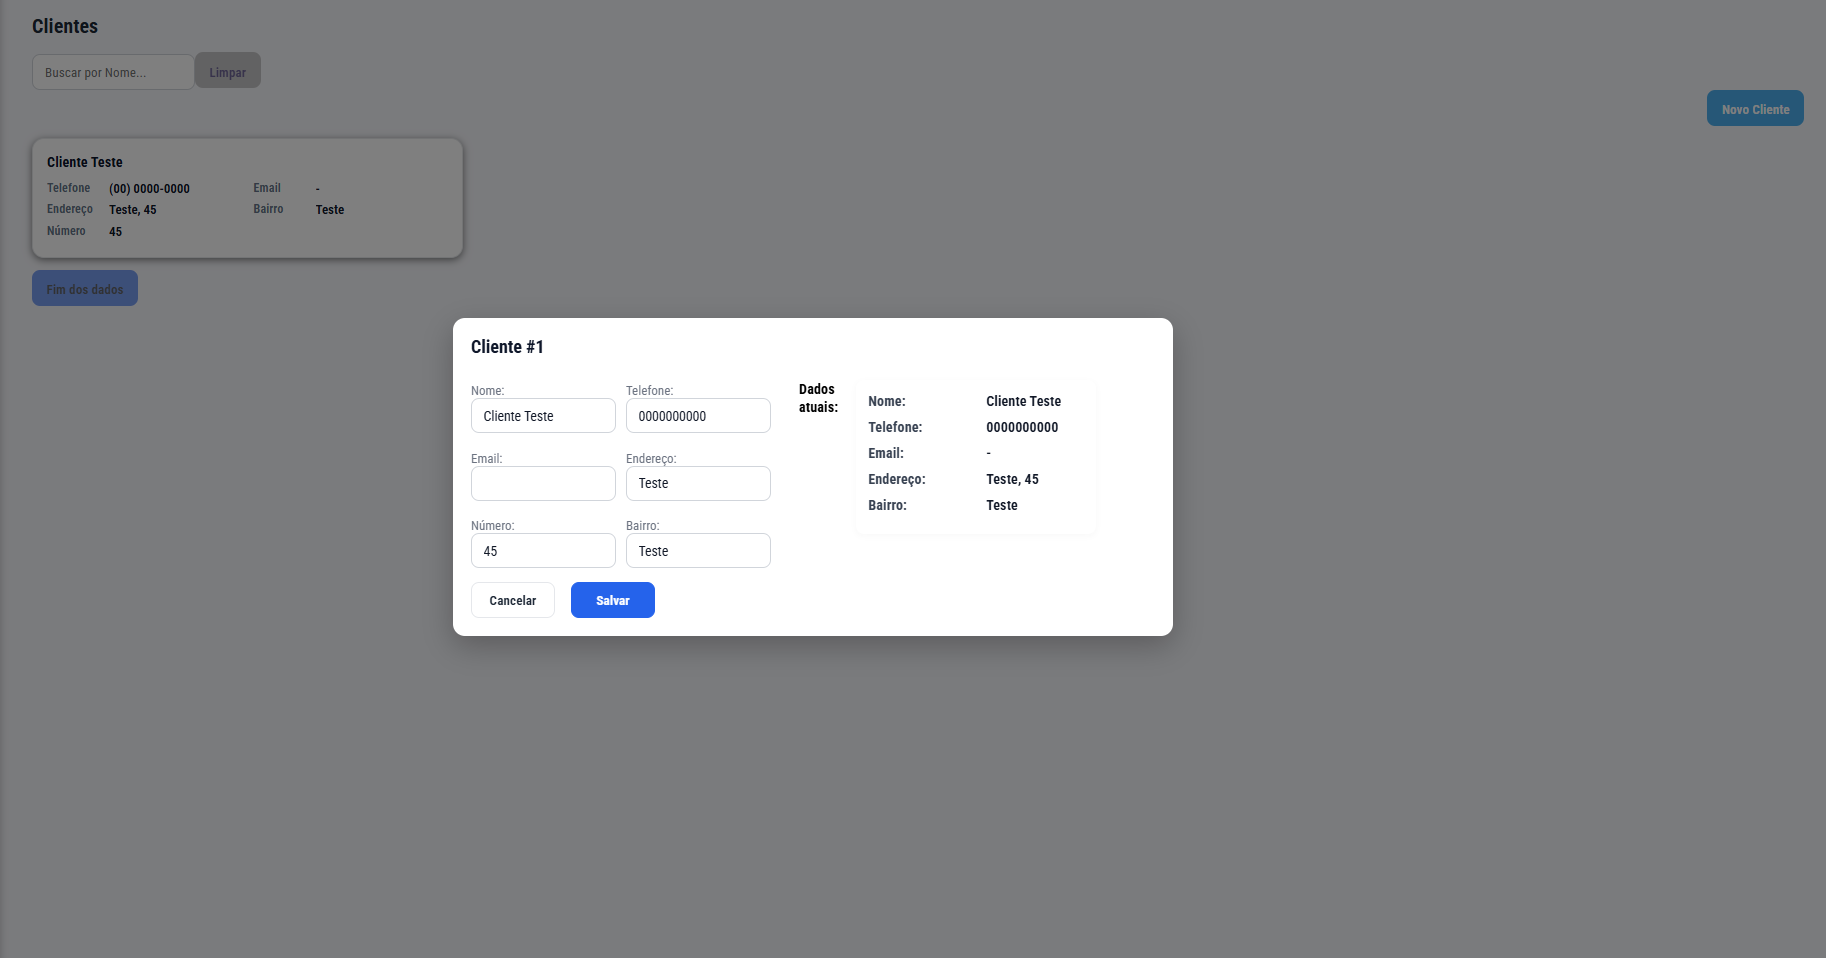 Clientes
Buscar por Nome...
Limpar
Novo Cliente
Cliente Teste
Telefone (00) 0000-0000 Email -
Endereço Teste, 45 Bairro Teste
Número 45
Fim dos dados
Cliente #1
Nome: Telefone:
Cliente Teste 0000000000
Email: Endereço:
Teste
Número: Bairro:
45 Teste
Cancelar Salvar
Dados
atuais:
Nome: Cliente Teste
Telefone: 0000000000
Email: -
Endereço: Teste, 45
Bairro: Teste